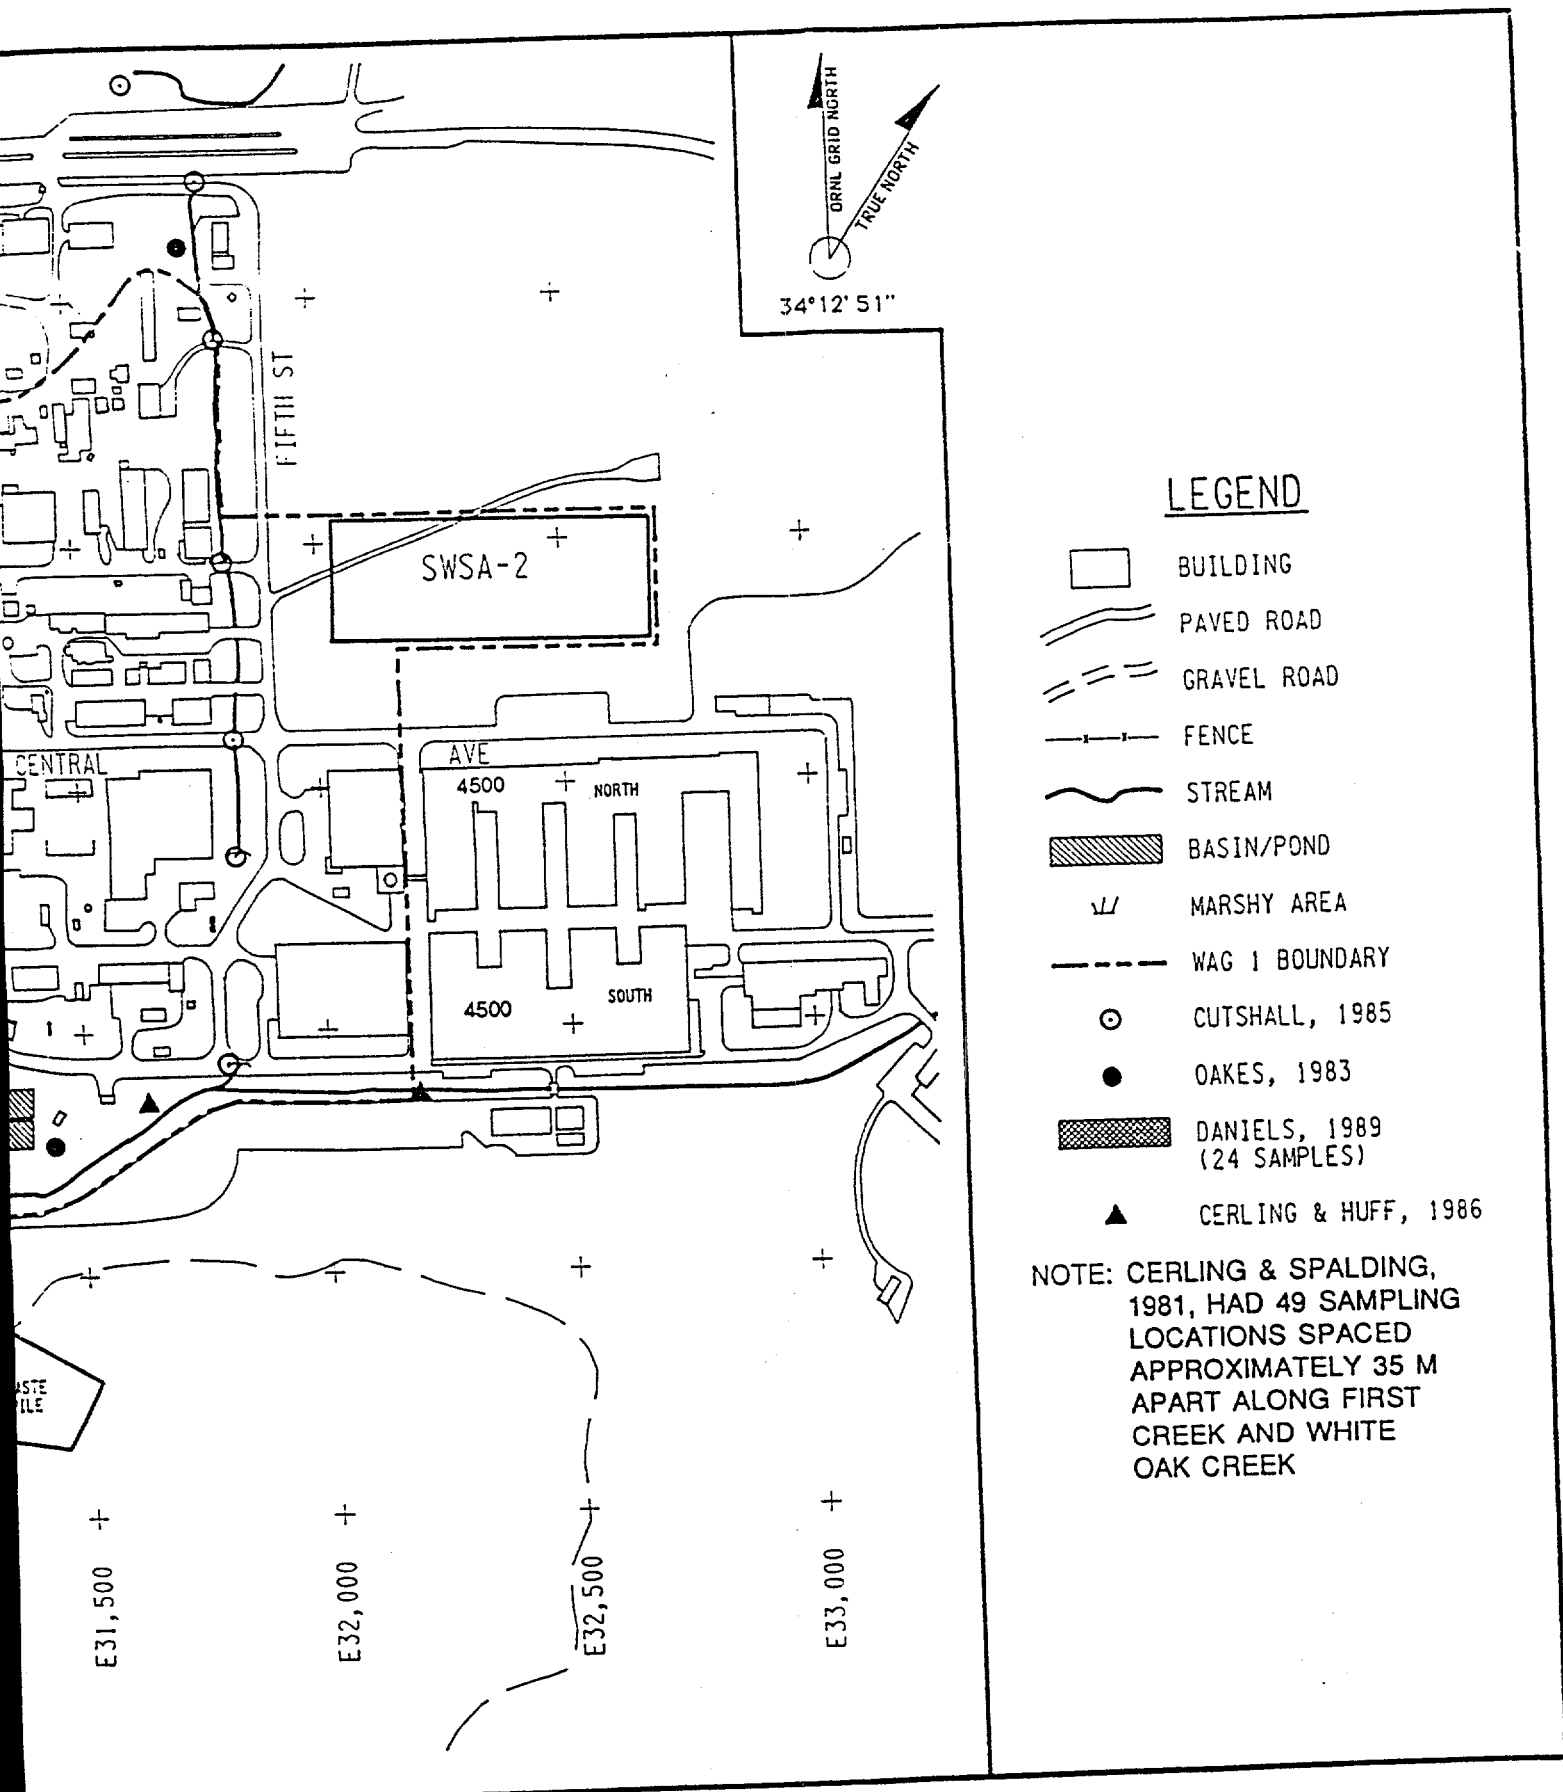 ORNL GRID NORTH
TRUE NORTH
34°12'51"
FIFTH ST
SWSA-2
CENTRAL
AVE
4500
NORTH
4500
SOUTH
E31,500
E32,000
E32,500
E33,000
LEGEND
BUILDING
PAVED ROAD
GRAVEL ROAD
FENCE
STREAM
BASIN/POND
MARSHY AREA
WAG 1 BOUNDARY
CUTSHALL, 1985
OAKES, 1983
DANIELS, 1989
(24 SAMPLES)
CERLING & HUFF, 1986
NOTE: CERLING & SPALDING,
1981, HAD 49 SAMPLING
LOCATIONS SPACED
APPROXIMATELY 35 M
APART ALONG FIRST
CREEK AND WHITE
OAK CREEK